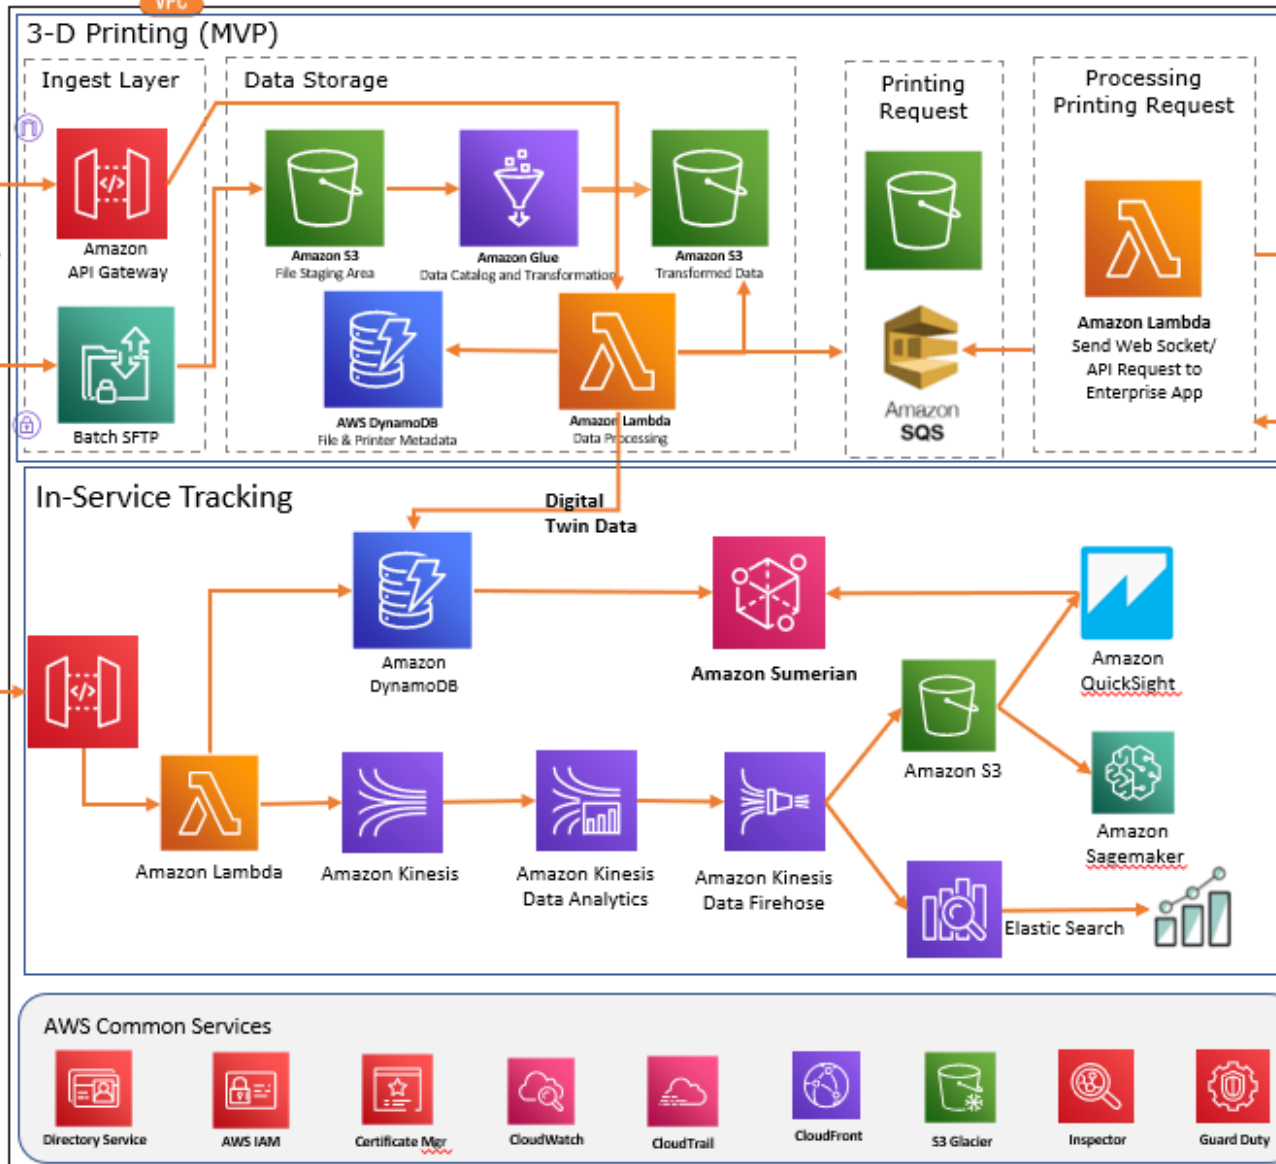 VPC
3-D Printing (MVP)
Ingest Layer
Data Storage
Printing
Request
Processing
Printing Request
Amazon
API Gateway
Batch SFTP
Amazon S3
File Staging Area
Amazon Glue
Data Catalog and Transformation
Amazon S3
Transformed Data
AWS DynamoDB
File & Printer Metadata
Amazon Lambda
Data Processing
Amazon
SQS
Amazon Lambda
Send Web Socket/
API Request to
Enterprise App
In-Service Tracking
Digital
Twin Data
Amazon
DynamoDB
Amazon Sumerian
Amazon
QuickSight
Amazon S3
Amazon
Sagemaker
Amazon Lambda
Amazon Kinesis
Amazon Kinesis
Data Analytics
Amazon Kinesis
Data Firehose
Elastic Search
AWS Common Services
Directory Service
AWS IAM
Certificate Mgr
CloudWatch
CloudTrail
CloudFront
S3 Glacier
Inspector
Guard Duty